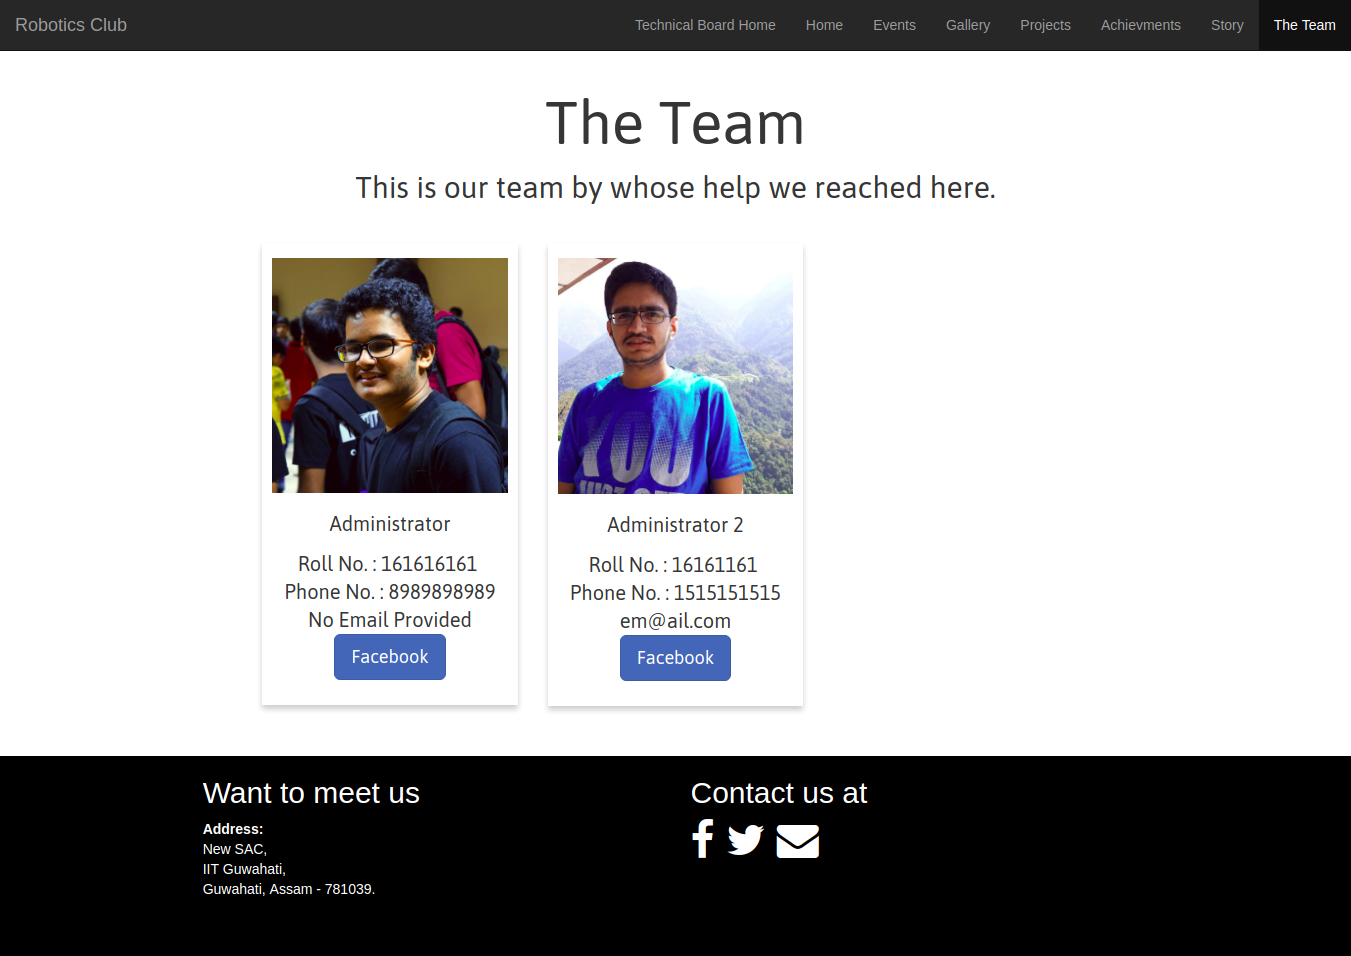 Robotics Club
Technical Board Home
Home
Events
Gallery
Projects
Achievments
Story
The Team
The Team
This is our team by whose help we reached here.
YOU
Administrator
Roll No. : 161616161
Phone No. : 8989898989
No Email Provided
Facebook
Administrator 2
Roll No. : 16161161
Phone No. : 1515151515
em@ail.com
Facebook
Want to meet us
Address:
New SAC,
IIT Guwahati,
Guwahati, Assam - 781039.
Contact us at